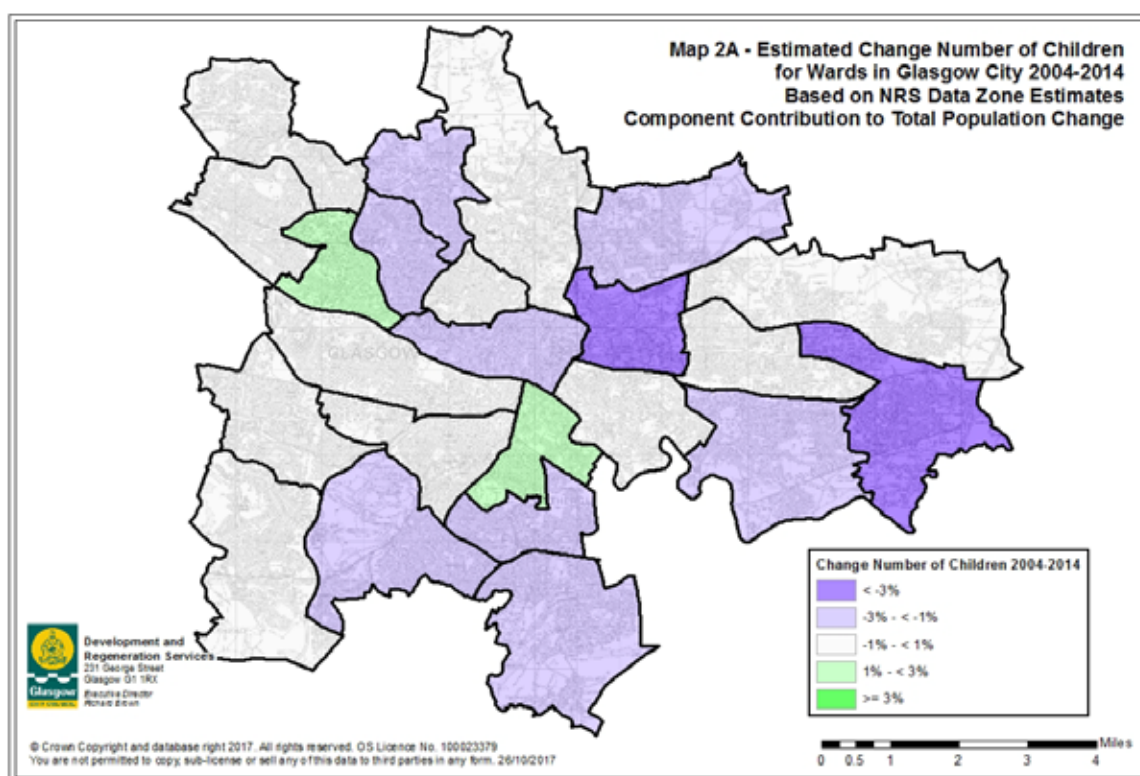 Map 2A - Estimated Change Number of Children
for Wards in Glasgow City 2004-2014
Based on NRS Data Zone Estimates
Component Contribution to Total Population Change
GLASGOW
Change Number of Children 2004-2014
< -3%
-3% - < -1%
-1% - < 1%
1% - < 3%
>= 3%
Development and
Regeneration Services
231 George Street
Glasgow G1 1RX
Executive Director
Richard Brown
Glasgow
CITY COUNCIL
© Crown Copyright and database right 2017. All rights reserved. OS Licence No. 100023379
You are not permitted to copy, sub-license or sell any of this data to third parties in any form. 26/10/2017
Miles
0 0.5 1 2 3 4